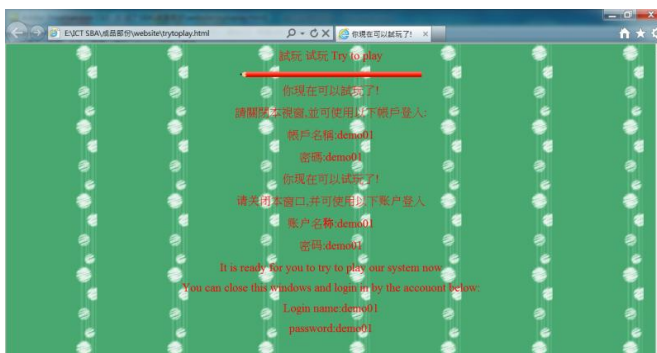 E:\ICT SBA\成品部份\website\trytoplay.html
你現在可以試玩了!
試玩 试玩 Try to play
你現在可以試玩了!
請關閉本視窗,並可使用以下帳戶登入:
帳戶名稱:demo01
密碼:demo01
你现在可以试玩了!
请关闭本窗口,并可使用以下账户登入
账户名称:demo01
密码:demo01
It is ready for you to try to play our system now
You can close this windows and login in by the accouont below:
Login name:demo01
password:demo01